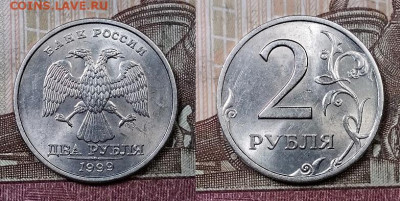 COINS.LAVE.RU
БАНК РОССИИ
ДВА РУБЛЯ
1999
2
РУБЛЯ